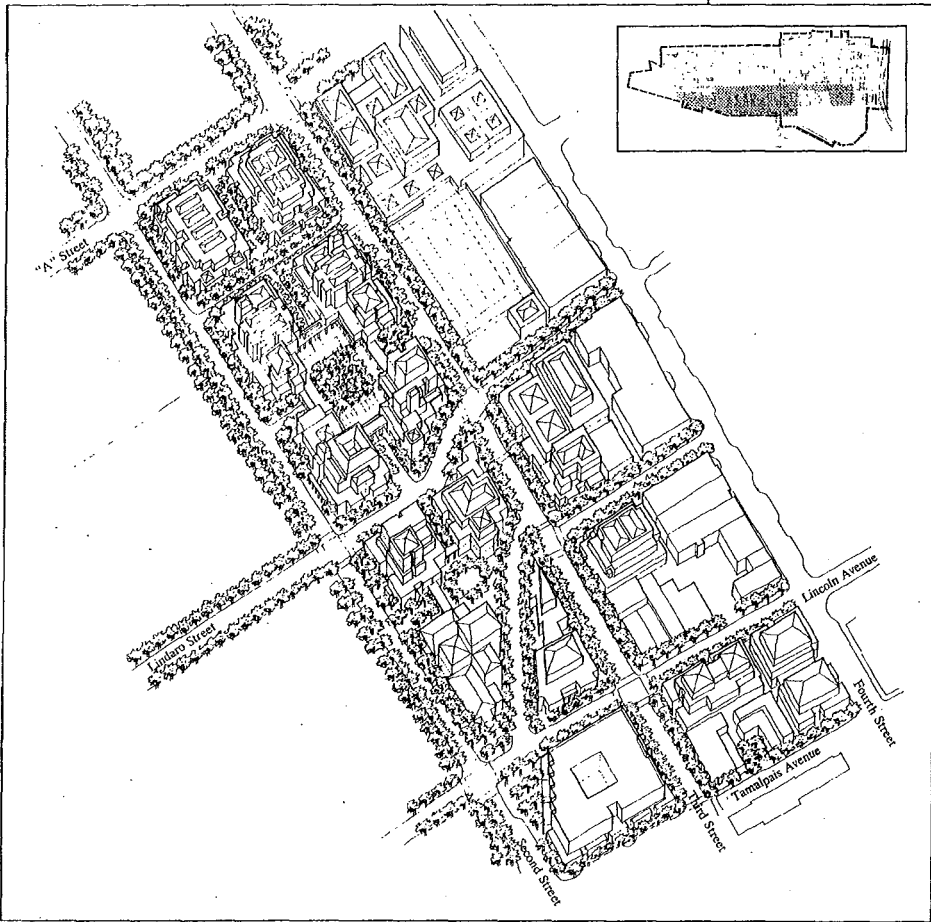 "A" Street
Lincoln Avenue
Lindaro Street
Fourth Street
Tamalpais Avenue
Third Street
Second Street